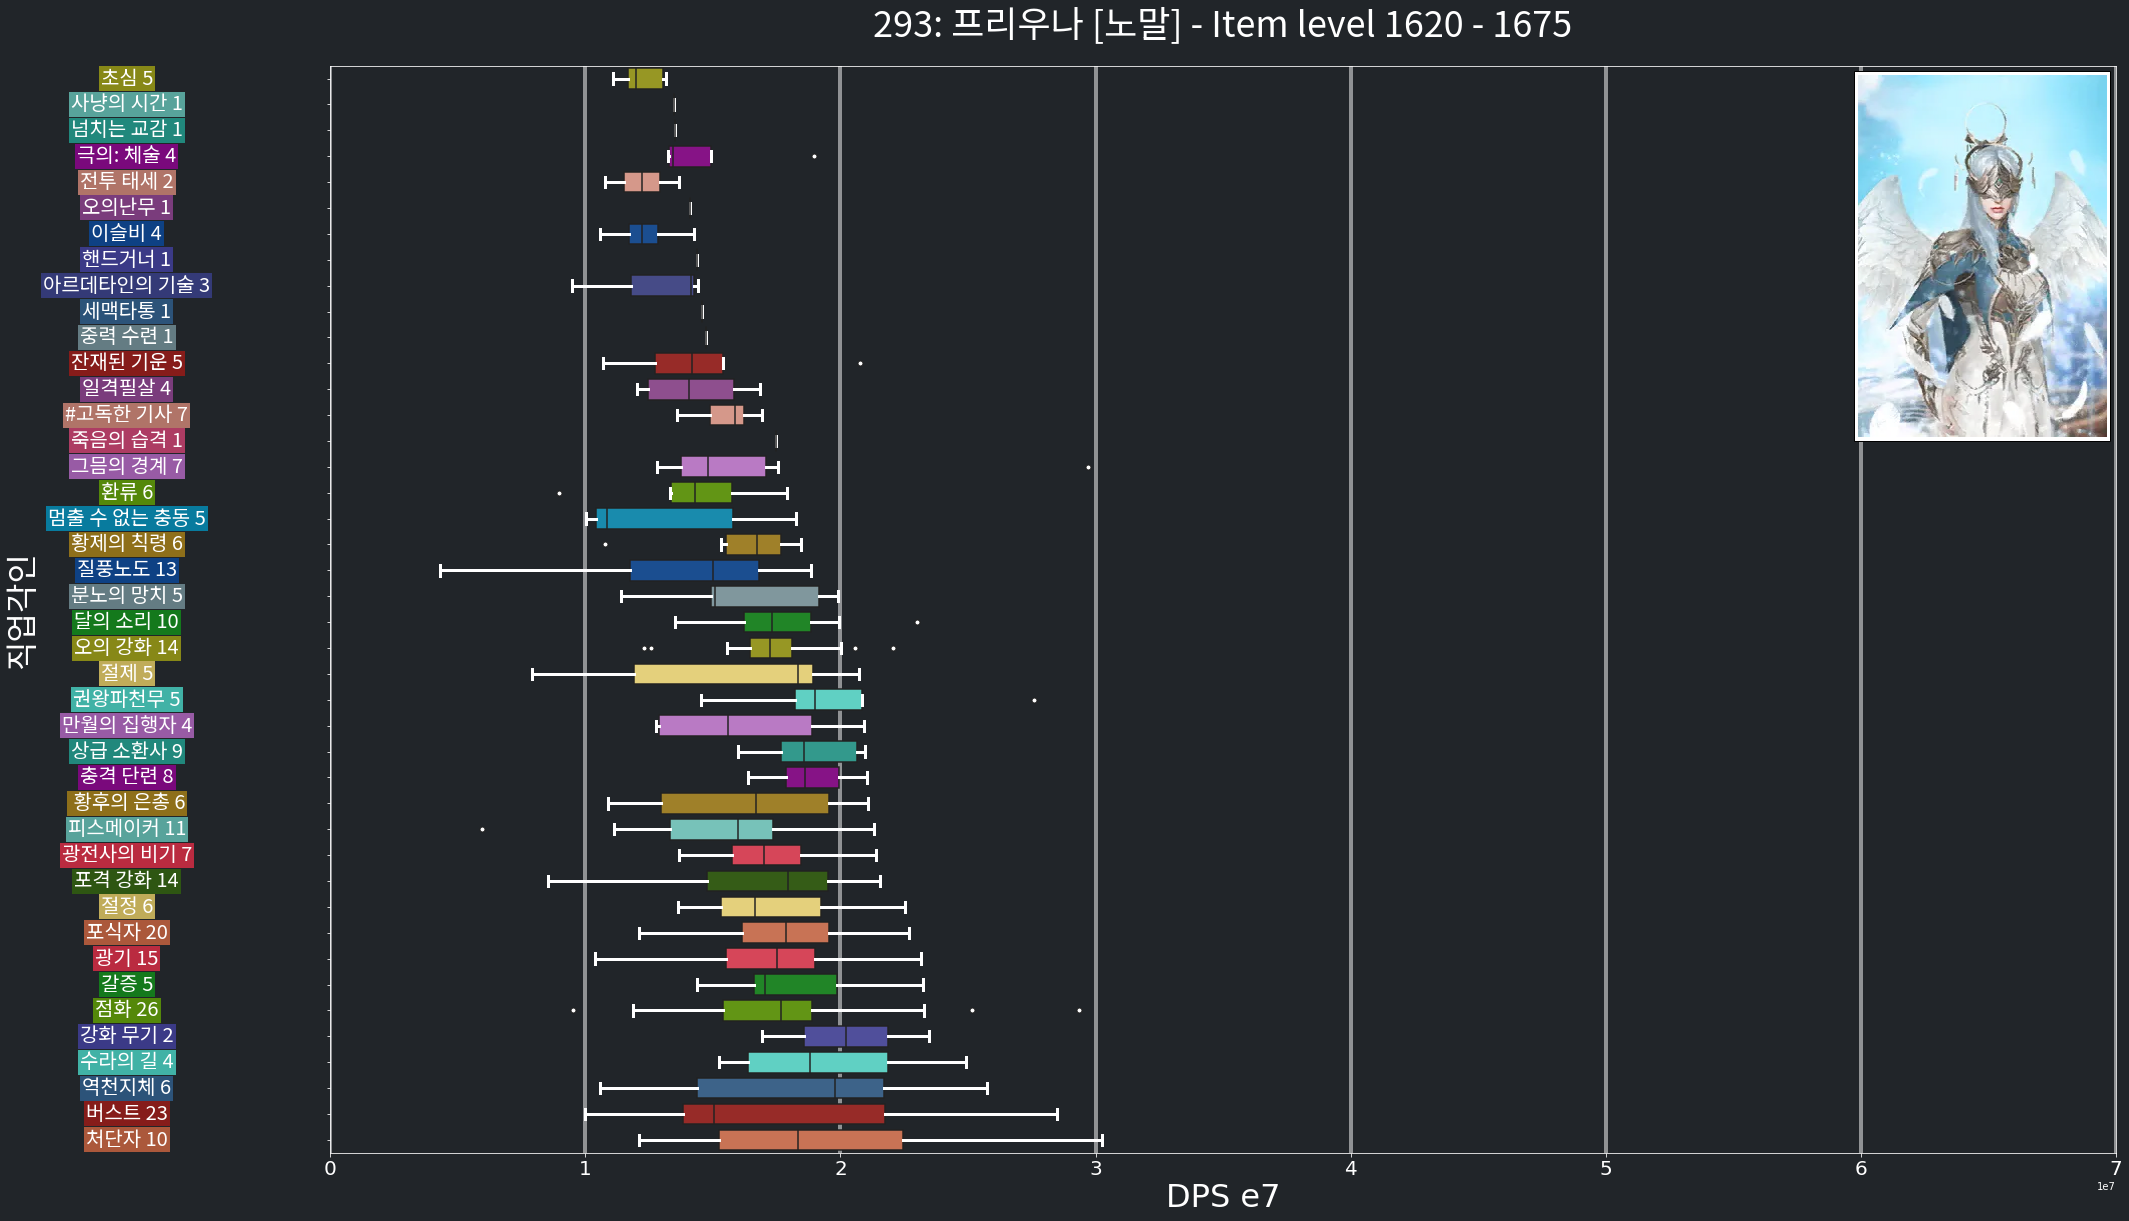 293: 프리우나 [노말] - Item level 1620 - 1675
직업각인
초심 5
사냥의 시간 1
넘치는 교감 1
극의: 체술 4
전투 태세 2
오의난무 1
이슬비 4
핸드거너 1
아르데타인의 기술 3
세맥타통 1
중력 수련 1
잔재된 기운 5
일격필살 4
#고독한 기사 7
죽음의 습격 1
그믐의 경계 7
환류 6
멈출 수 없는 충동 5
황제의 칙령 6
질풍노도 13
분노의 망치 5
달의 소리 10
오의 강화 14
절제 5
권왕파천무 5
만월의 집행자 4
상급 소환사 9
충격 단련 8
황후의 은총 6
피스메이커 11
광전사의 비기 7
포격 강화 14
절정 6
포식자 20
광기 15
갈증 5
점화 26
강화 무기 2
수라의 길 4
역천지체 6
버스트 23
처단자 10
0 1 2 3 4 5 6 7
1e7
DPS e7